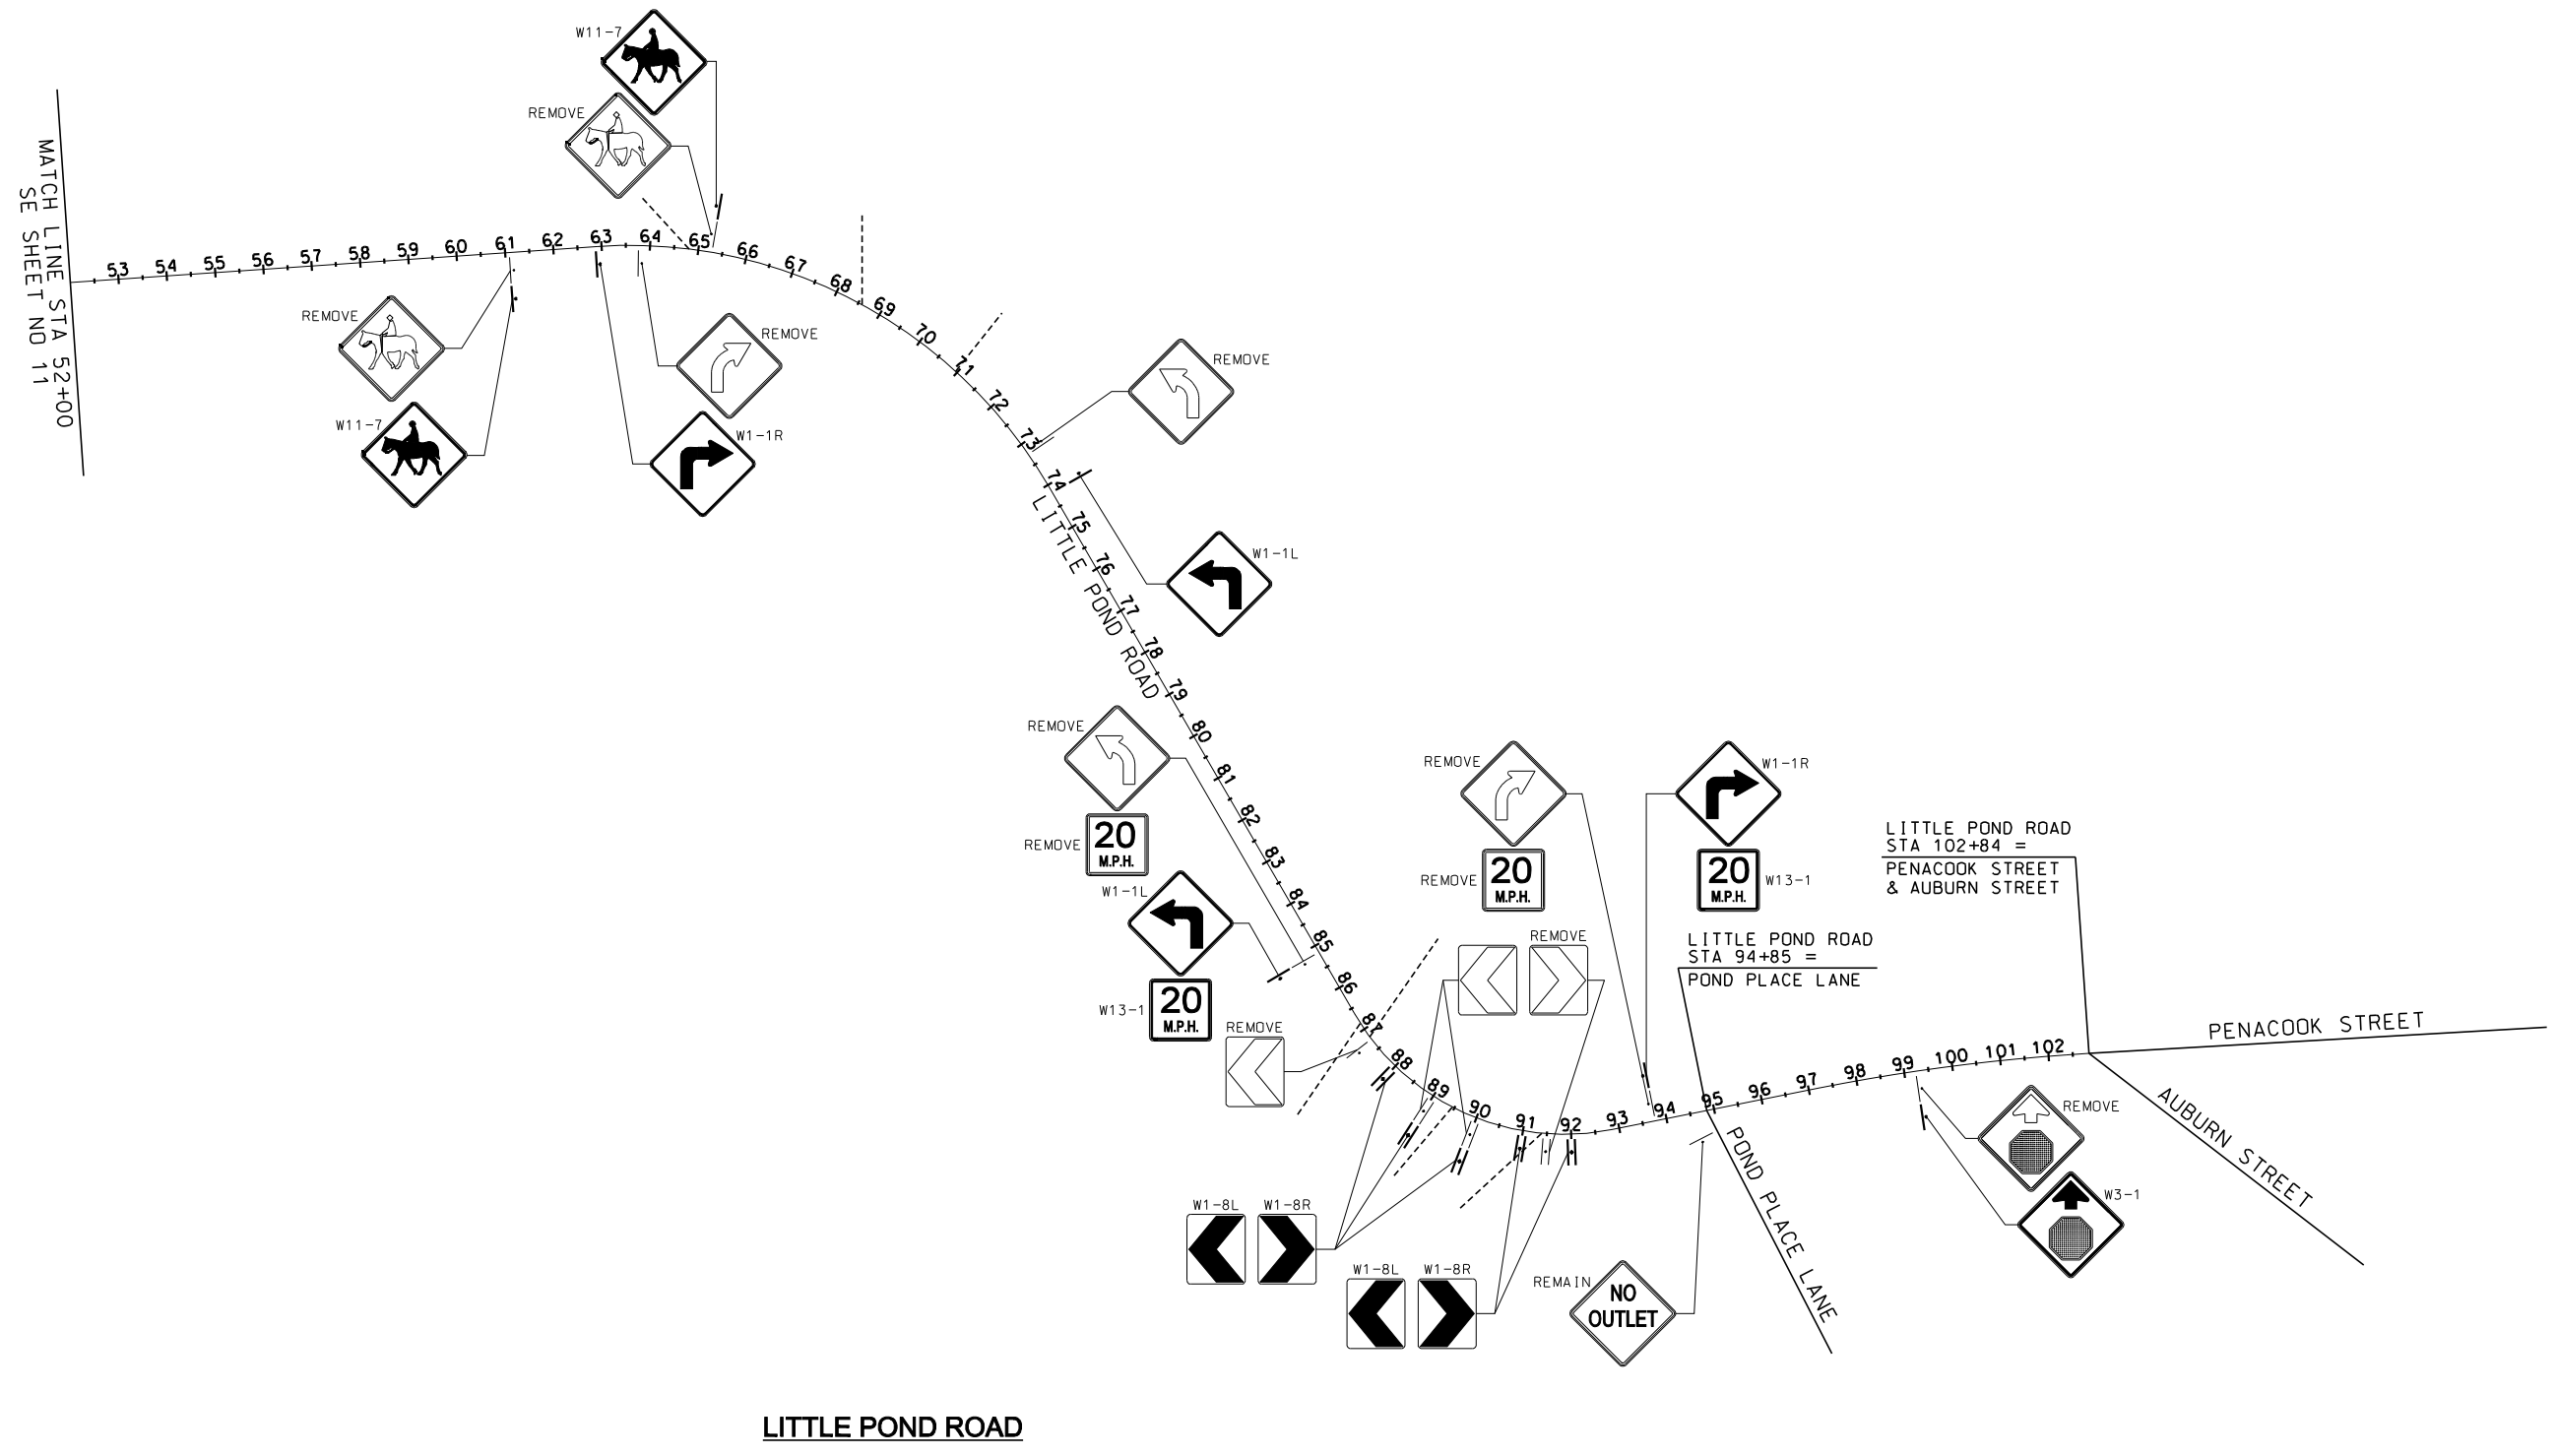 W11-7
REMOVE
MATCH LINE STA 52+00
SE SHEET NO 11
53 54 55 56 57 58 59 60 61 62 63 64 65 66 67 68 69 70 71 72 73 74 75 76 77 78 79 80 81 82 83 84 85 86 87 88 89 90 91 92 93 94 95 96 97 98 99 100 101 102
REMOVE
W11-7
REMOVE
W1-1R
REMOVE
W1-1L
LITTLE POND ROAD
REMOVE
REMOVE
20
M.P.H.
W1-1L
W13-1
20
M.P.H.
REMOVE
REMOVE
REMOVE
20
M.P.H.
W1-1R
20
M.P.H.
W13-1
REMOVE
LITTLE POND ROAD
STA 94+85 =
POND PLACE LANE
LITTLE POND ROAD
STA 102+84 =
PENACOOK STREET
& AUBURN STREET
PENACOOK STREET
AUBURN STREET
POND PLACE LANE
REMOVE
W3-1
W1-8L
W1-8R
W1-8L
W1-8R
REMAIN
NO
OUTLET
LITTLE POND ROAD